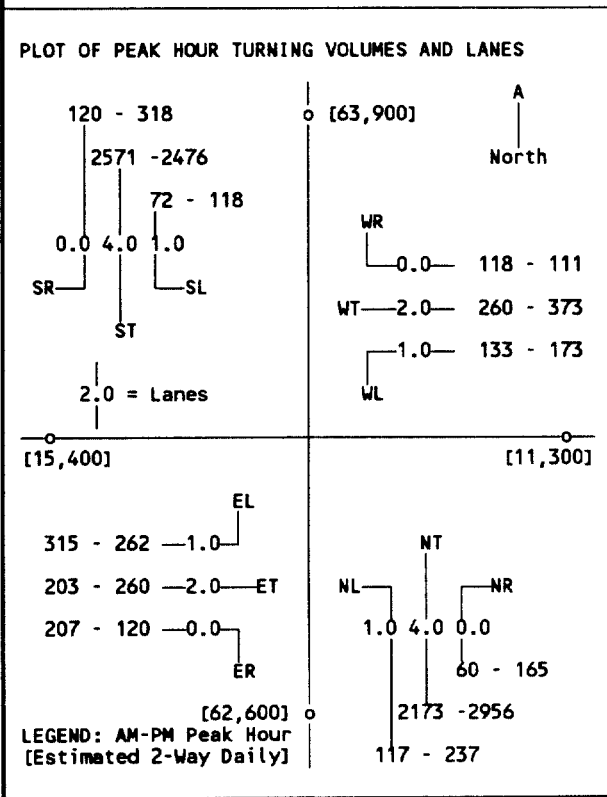 PLOT OF PEAK HOUR TURNING VOLUMES AND LANES
120 - 318
[63,900]
A
2571 -2476
North
72 - 118
WR
0.0 4.0 1.0
0.0 118 - 111
SR
SL
WT 2.0 260 - 373
ST
1.0 133 - 173
2.0 = Lanes
WL
[15,400]
[11,300]
EL
315 - 262 1.0
NT
203 - 260 2.0 ET
NL
NR
207 - 120 0.0
1.0 4.0 0.0
ER
60 - 165
[62,600]
2173 -2956
LEGEND: AM-PM Peak Hour
[Estimated 2-Way Daily]
117 - 237